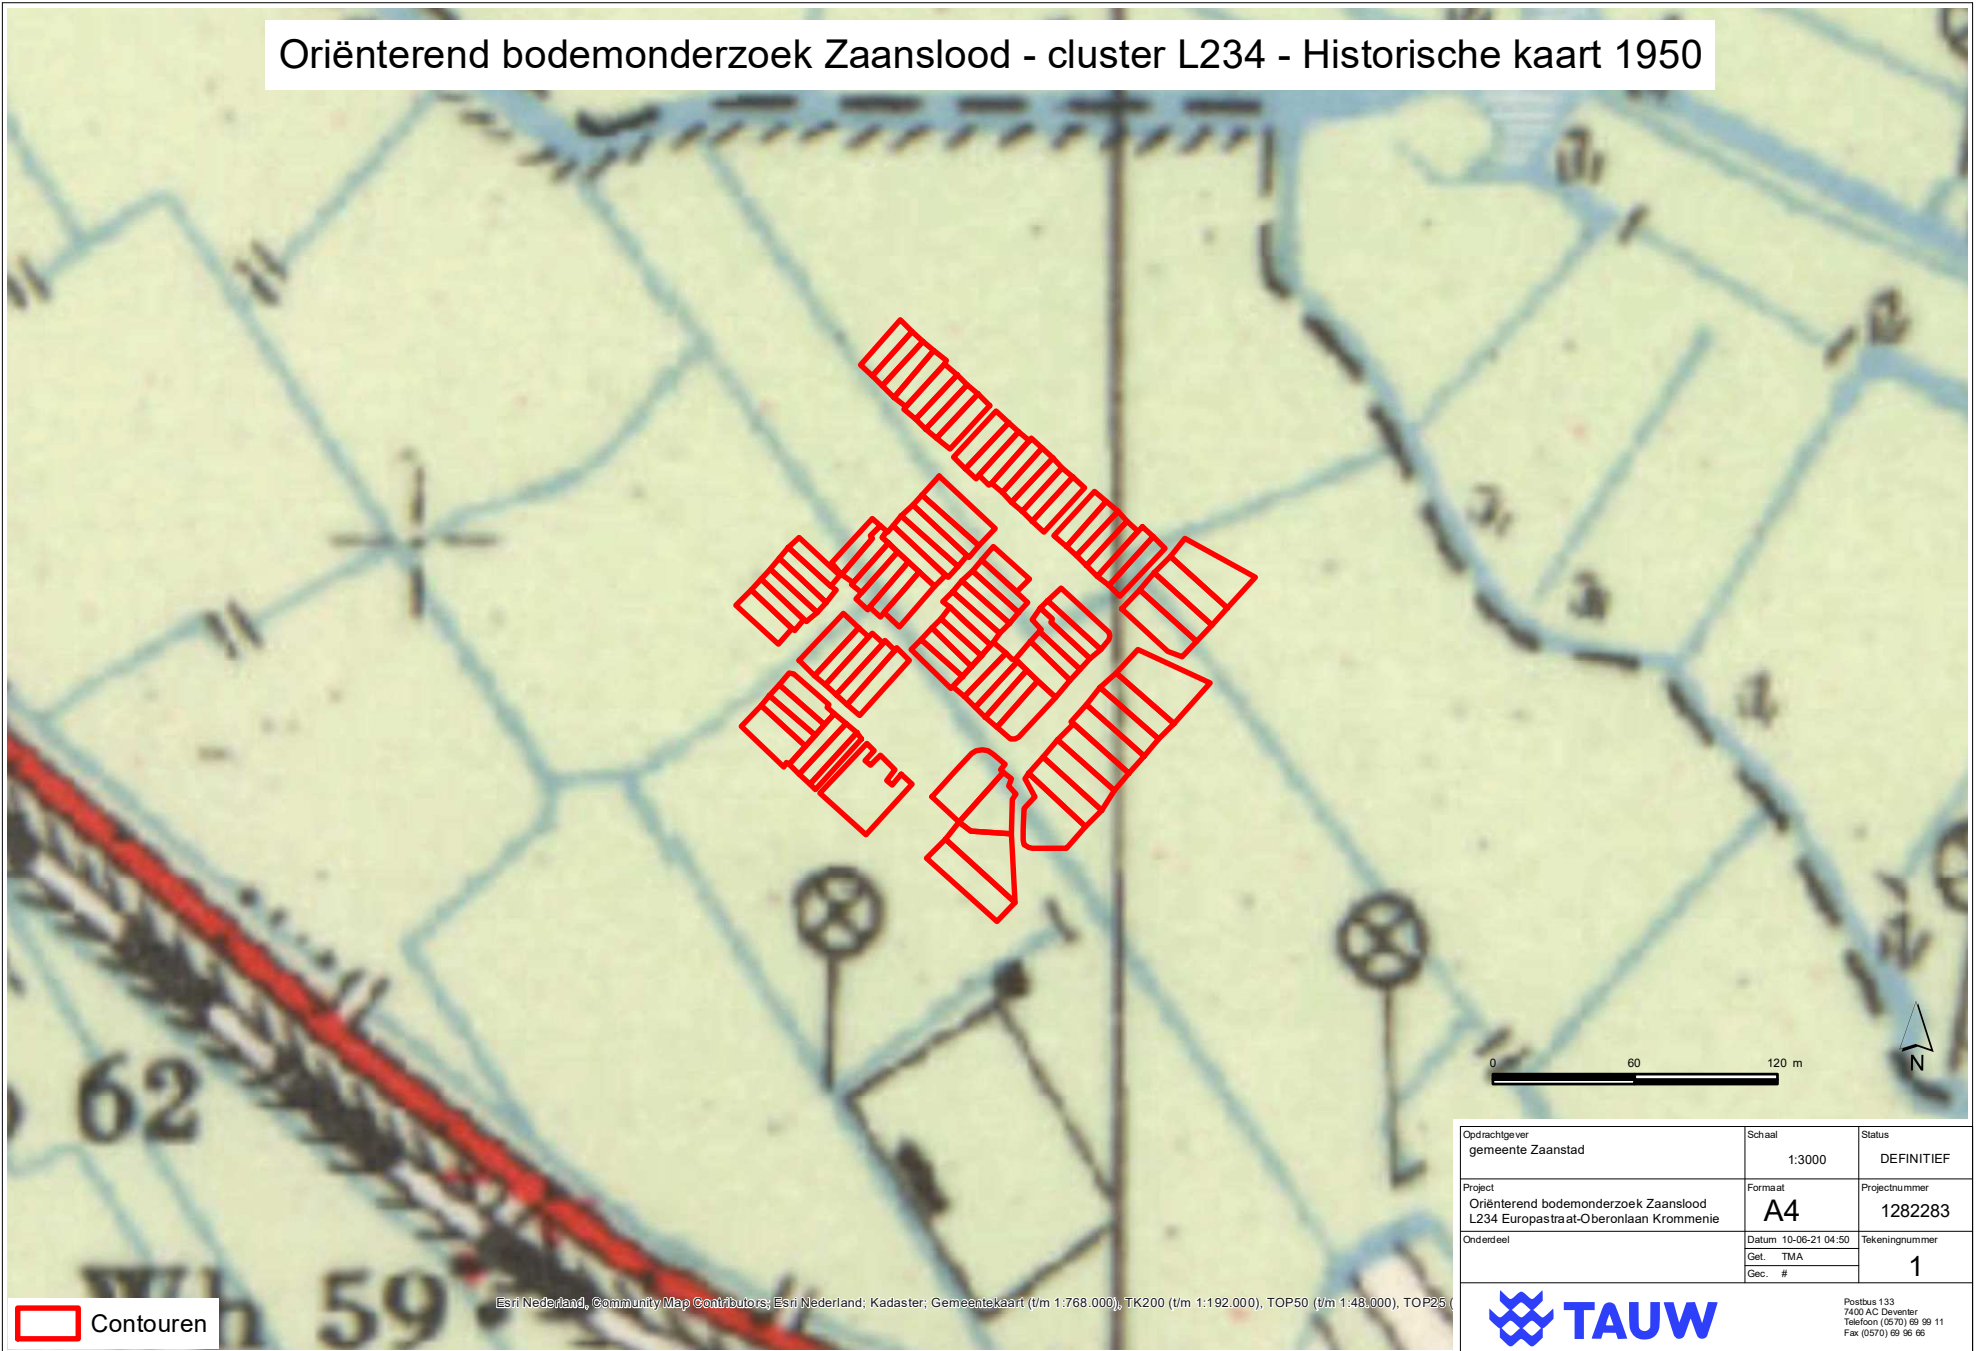 Oriënterend bodemonderzoek Zaanslood - cluster L234 - Historische kaart 1950
62
Wh 59
0 60 120 m
N
Contouren
Esri Nederland, Community Map Contributors; Esri Nederland; Kadaster; Gemeentekaart (t/m 1:768.000), TK200 (t/m 1:192.000), TOP50 (t/m 1:48.000), TOP25 (
Opdrachtgever
gemeente Zaanstad
Schaal
1:3000
Status
DEFINITIEF
Project
Oriënterend bodemonderzoek Zaanslood
L234 Europastraat-Oberonlaan Krommenie
Formaat
A4
Projectnummer
1282283
Onderdeel
Datum 10-06-21 04:50
Get. TMA
Gec. #
Tekeningnummer
1
TAUW
Postbus 133
7400 AC Deventer
Telefoon (0570) 69 99 11
Fax (0570) 69 96 66